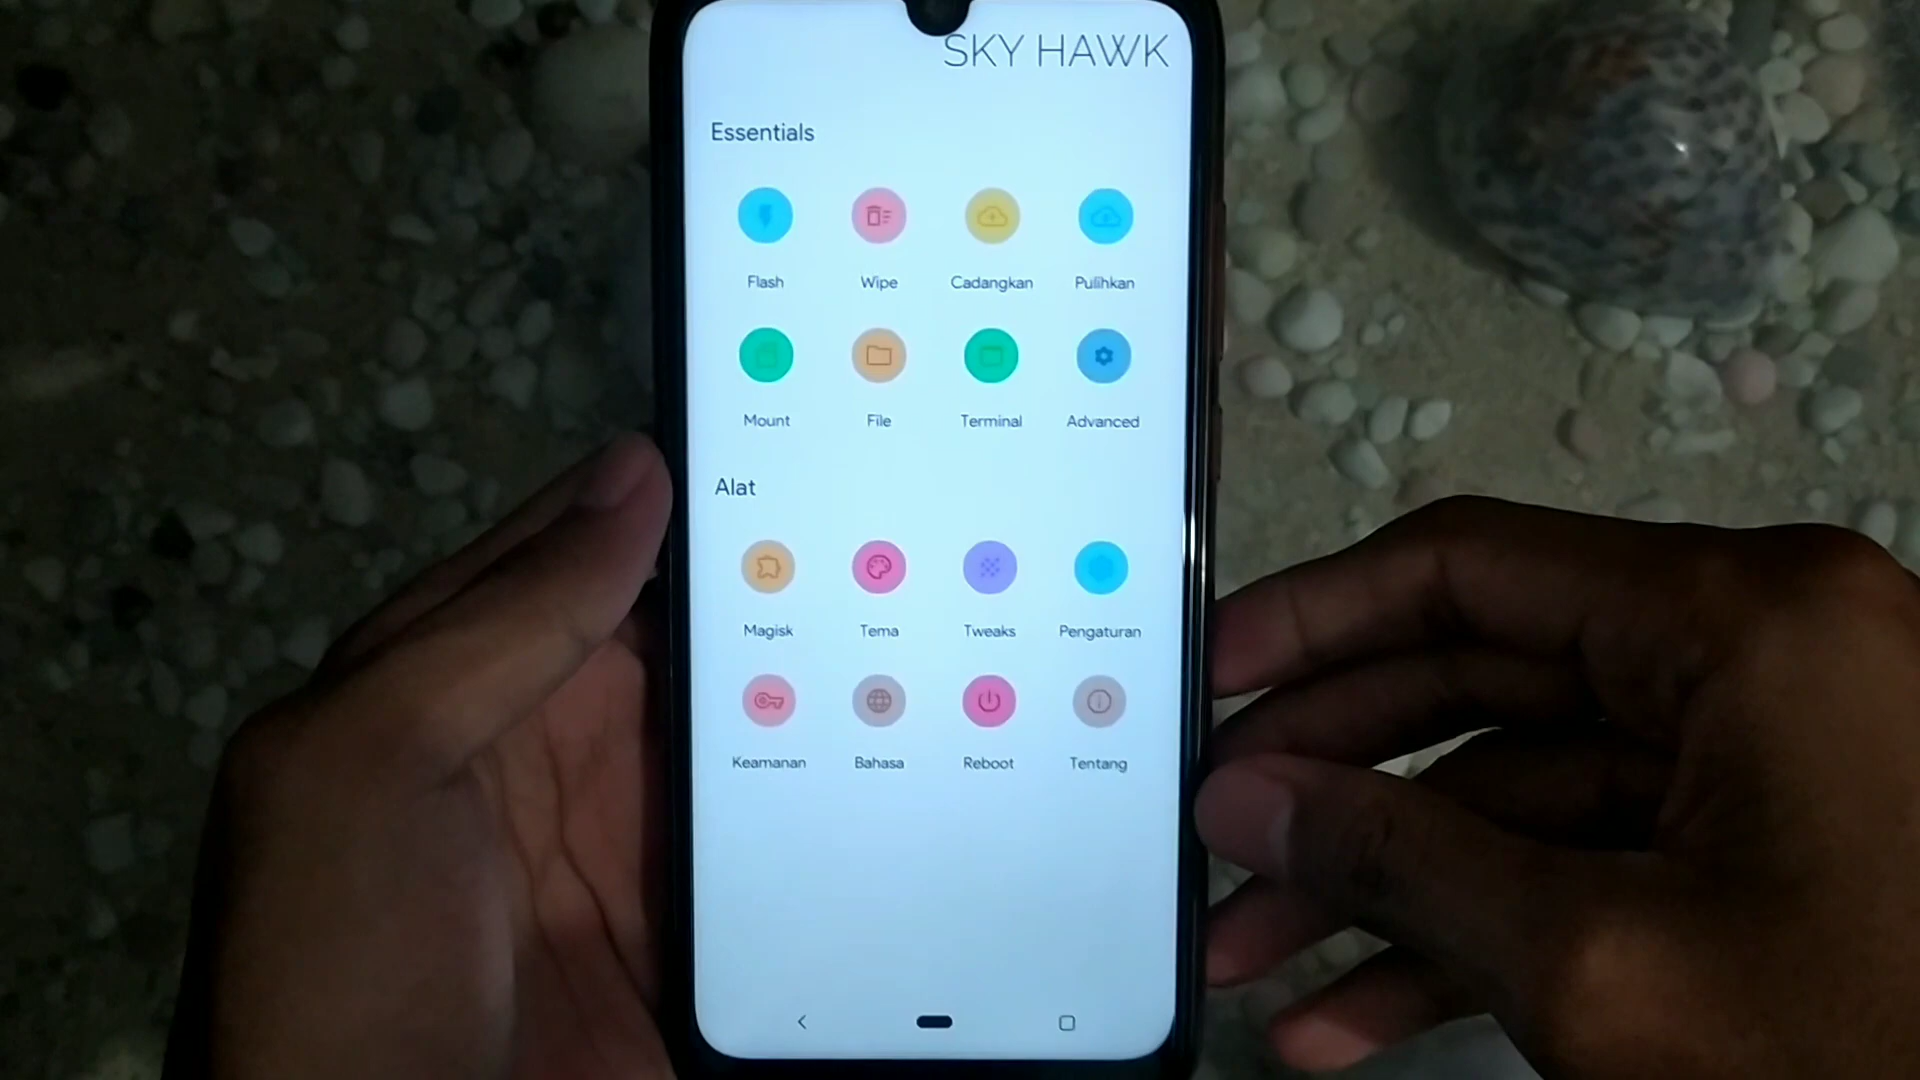 SKY HAWK
Essentials
Flash Wipe Cadangkan Pulihkan
Mount File Terminal Advanced
Alat
Magisk Tema Tweaks Pengaturan
Keamanan Bahasa Reboot Tentang